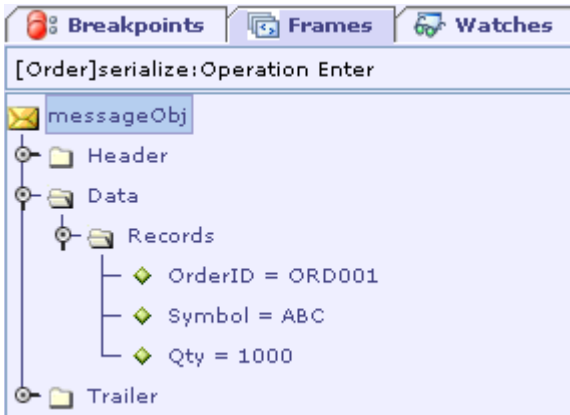 Breakpoints Frames Watches
[Order]serialize:Operation Enter
messageObj
Header
Data
Records
OrderID = ORD001
Symbol = ABC
Qty = 1000
Trailer